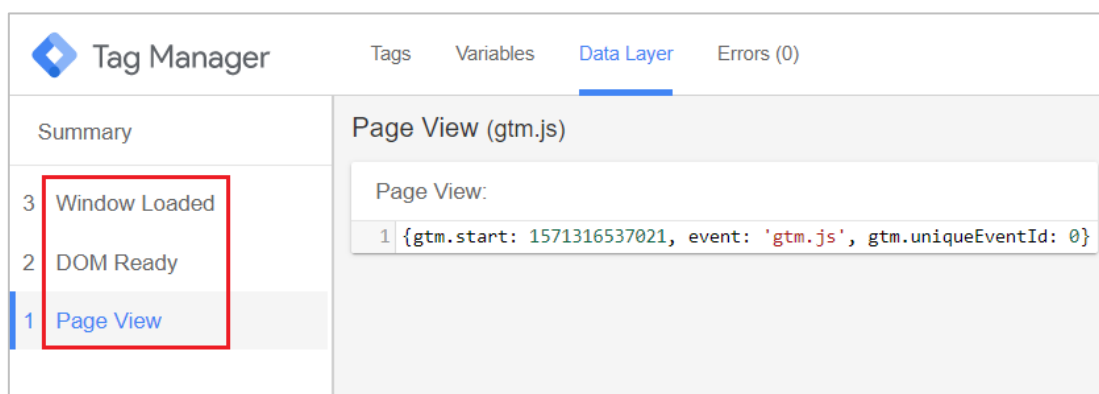 Tag Manager
Tags Variables Data Layer Errors (0)
Summary
3 Window Loaded
2 DOM Ready
1 Page View
Page View (gtm.js)
Page View:
1 {gtm.start: 1571316537021, event: 'gtm.js', gtm.uniqueEventId: 0}